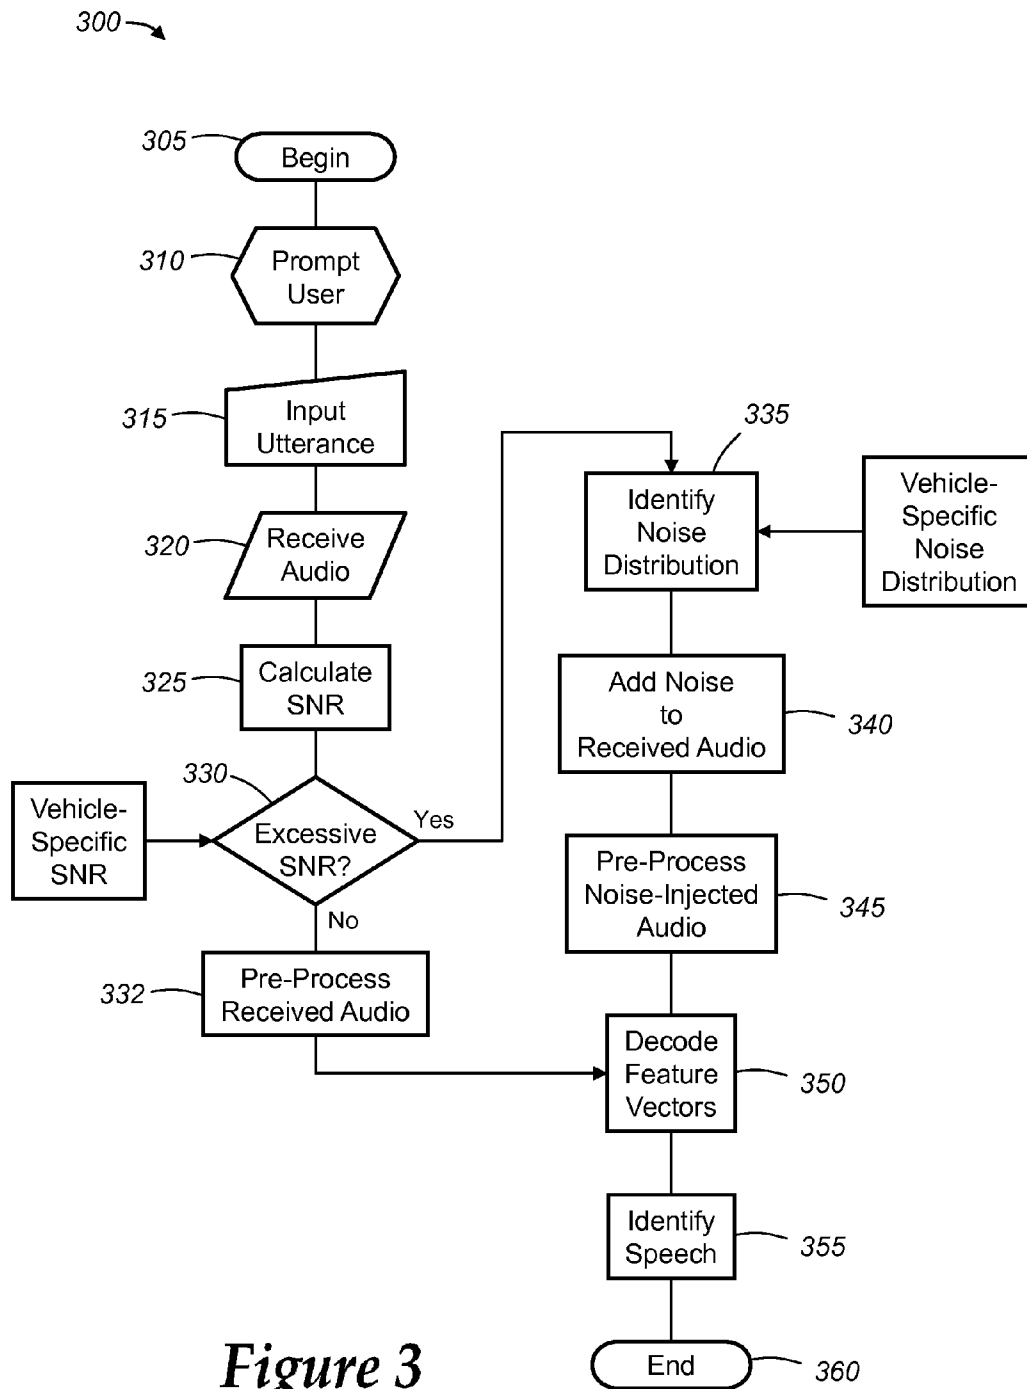 300
305
Begin
310
Prompt
User
315
Input
Utterance
320
Receive
Audio
325
Calculate
SNR
330
Vehicle-
Specific
SNR
Excessive
SNR?
Yes
No
332
Pre-Process
Received Audio
335
Identify
Noise
Distribution
Vehicle-
Specific
Noise
Distribution
Add Noise
to
Received Audio
340
Pre-Process
Noise-Injected
Audio
345
Decode
Feature
Vectors
350
Identify
Speech
355
End
360
Figure 3